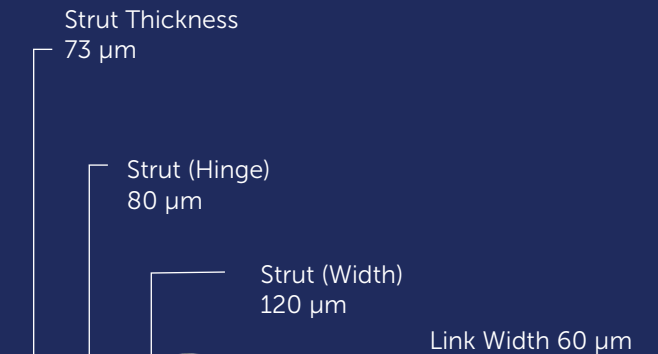 Strut Thickness
73 µm
Strut (Hinge)
80 µm
Strut (Width)
120 µm
Link Width 60 µm